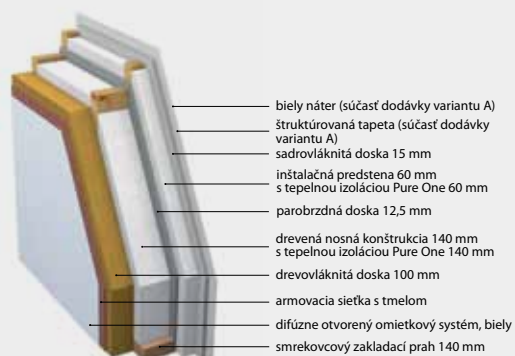 biely náter (súčasť dodávky variantu A)
štruktúrovaná tapeta (súčasť dodávky
variantu A)
sadrovláknitá doska 15 mm
inštalačná predstena 60 mm
s tepelnou izoláciou Pure One 60 mm
parobrzdná doska 12,5 mm
drevená nosná konštrukcia 140 mm
s tepelnou izoláciou Pure One 140 mm
drevovláknitá doska 100 mm
armovacia sieťka s tmelom
difúzne otvorený omietkový systém, biely
smrekovcový zakladací prah 140 mm